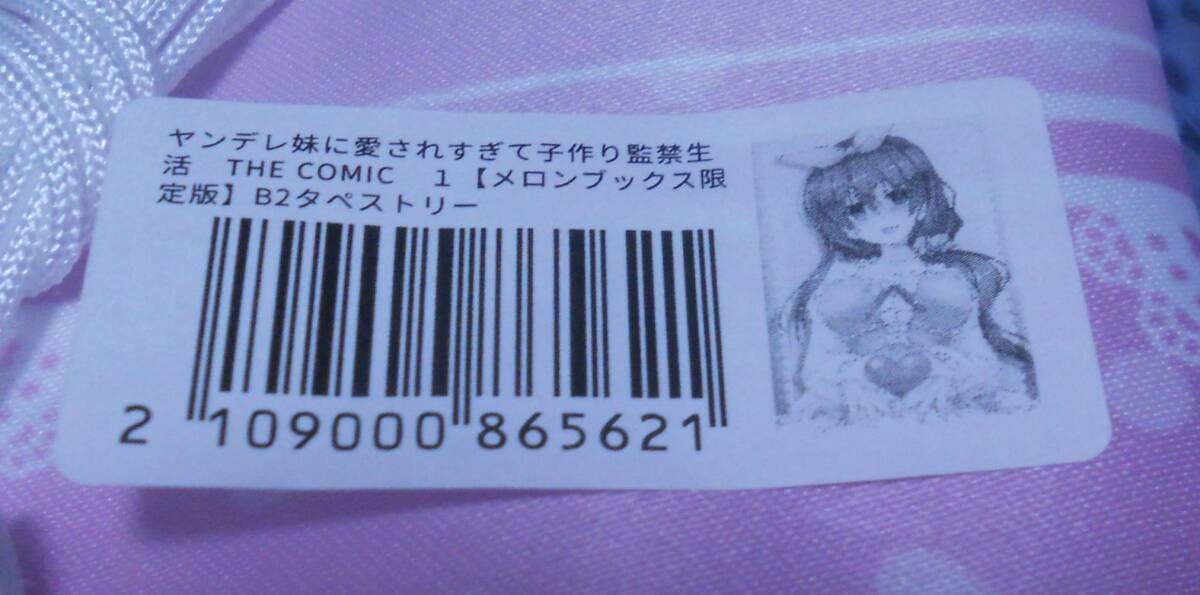 ヤンデレ妹に愛されすぎて子作り監禁生
活　THE COMIC　1【メロンブックス限
定版】B2タペストリー
2 109000 865621